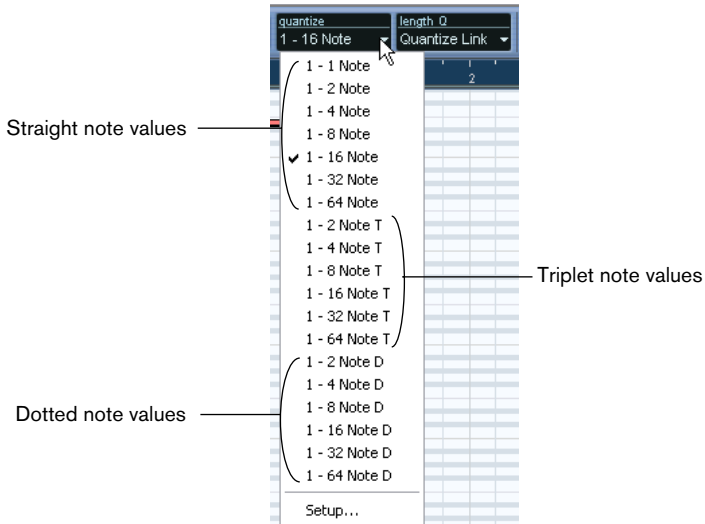 quantize
length Q
1 - 16 Note
Quantize Link
2
1 - 1 Note
1 - 2 Note
1 - 4 Note
1 - 8 Note
1 - 16 Note
1 - 32 Note
1 - 64 Note
1 - 2 Note T
1 - 4 Note T
1 - 8 Note T
1 - 16 Note T
1 - 32 Note T
1 - 64 Note T
1 - 2 Note D
1 - 4 Note D
1 - 8 Note D
1 - 16 Note D
1 - 32 Note D
1 - 64 Note D
Setup...
Straight note values
Triplet note values
Dotted note values